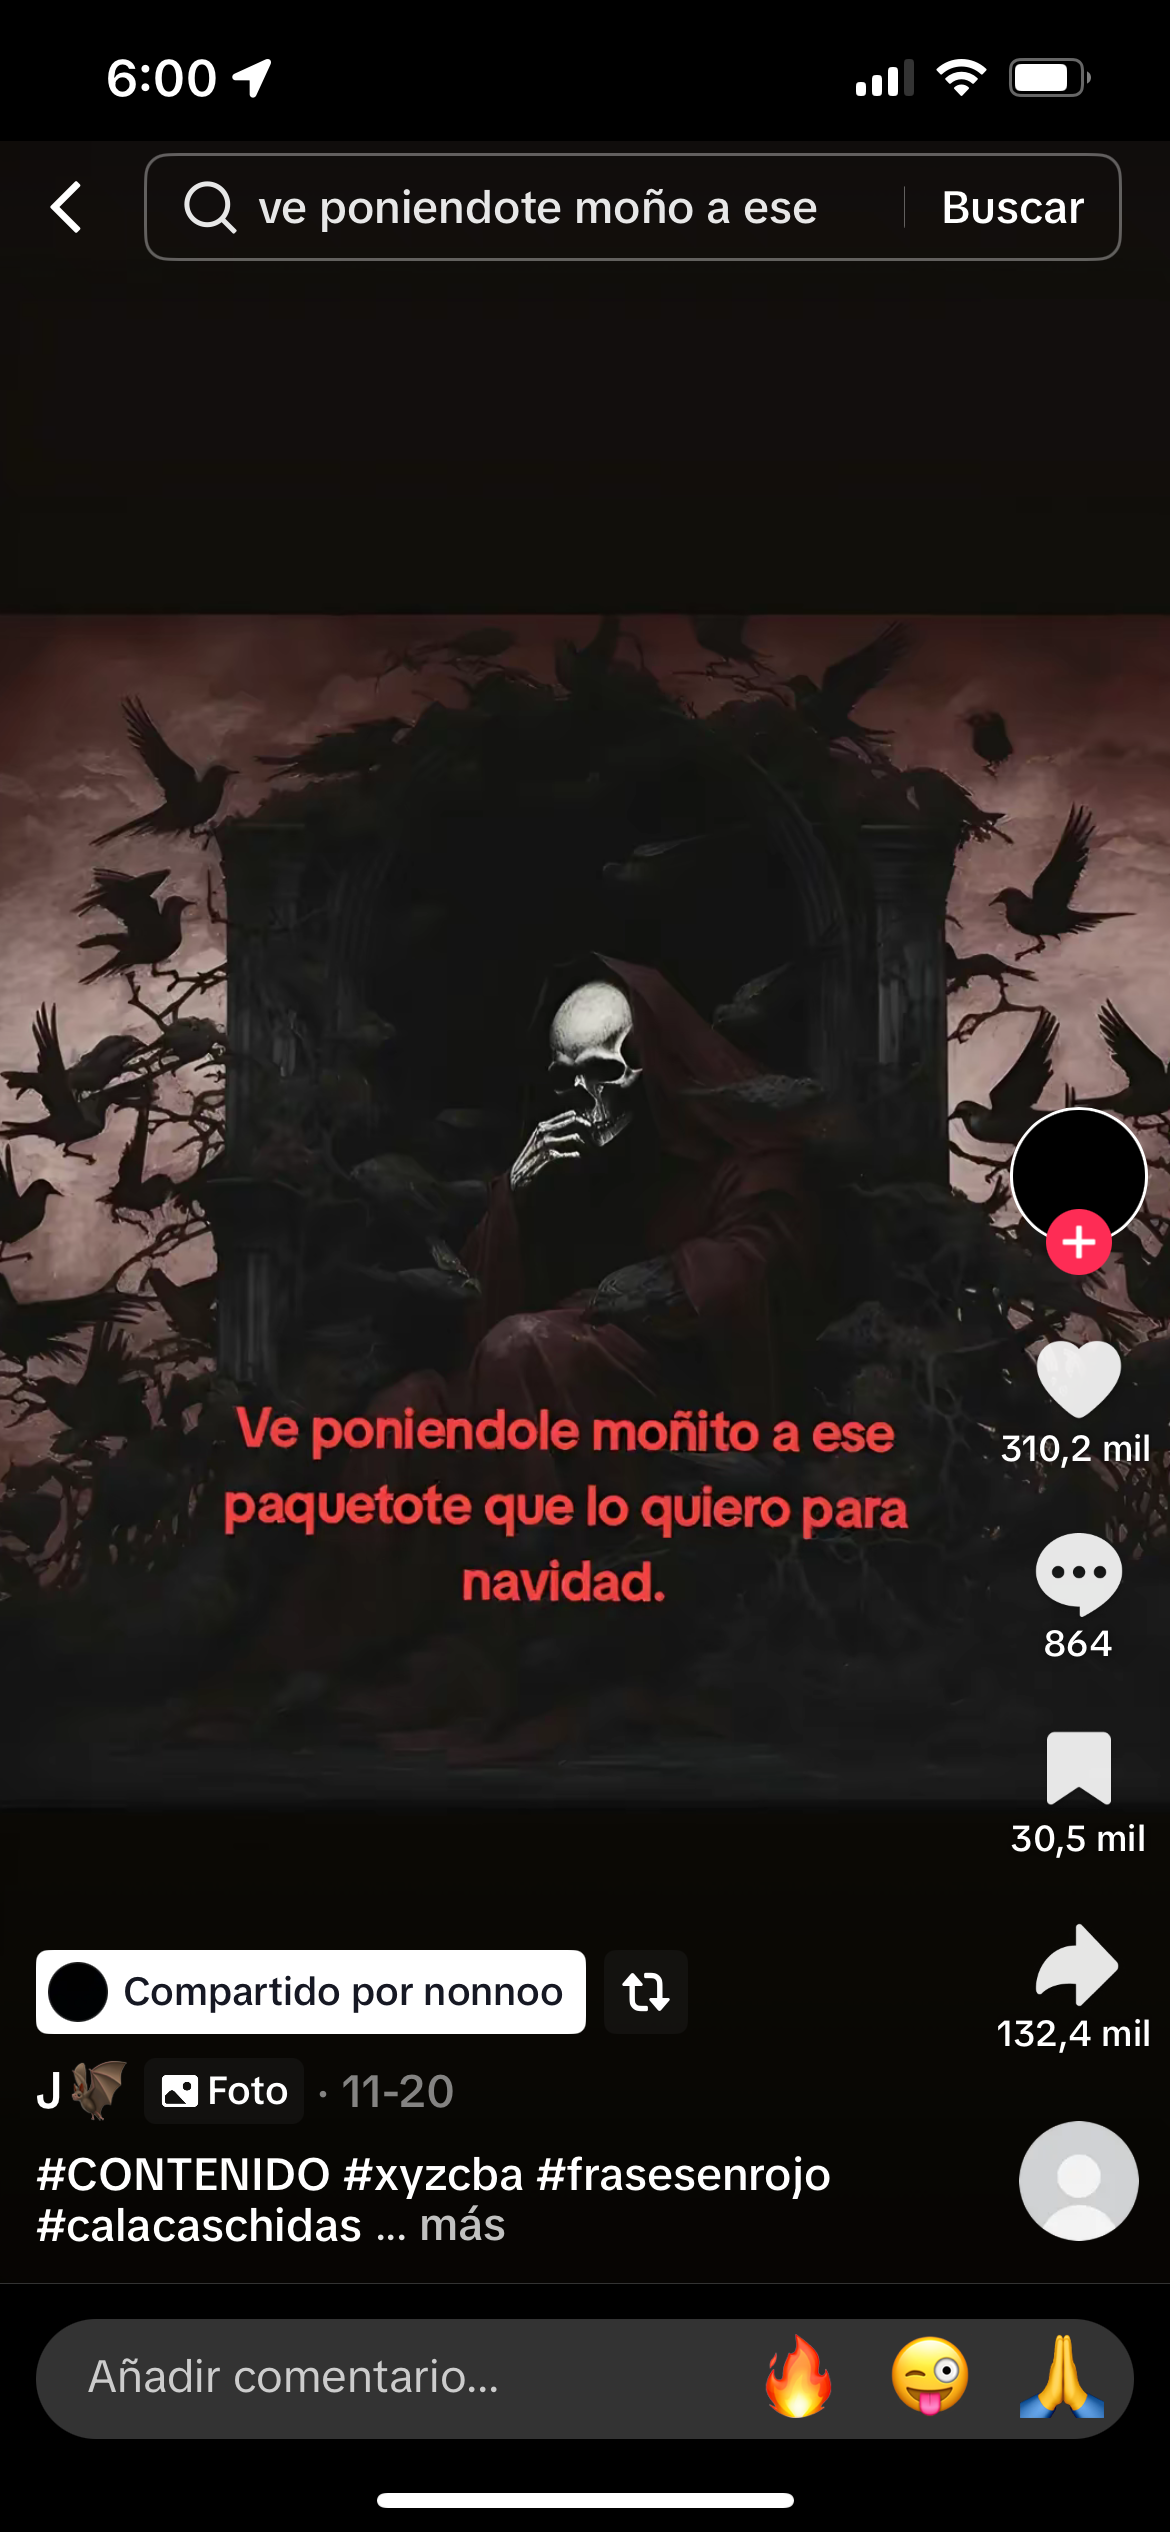 6:00
ve poniendote moño a ese
Buscar
Ve poniendole moñito a ese
paquetote que lo quiero para
navidad.
310,2 mil
864
30,5 mil
132,4 mil
Compartido por nonnoo
J🦇 Foto · 11-20
#CONTENIDO #xyzcba #frasesenrojo
#calacaschidas ... más
Añadir comentario...